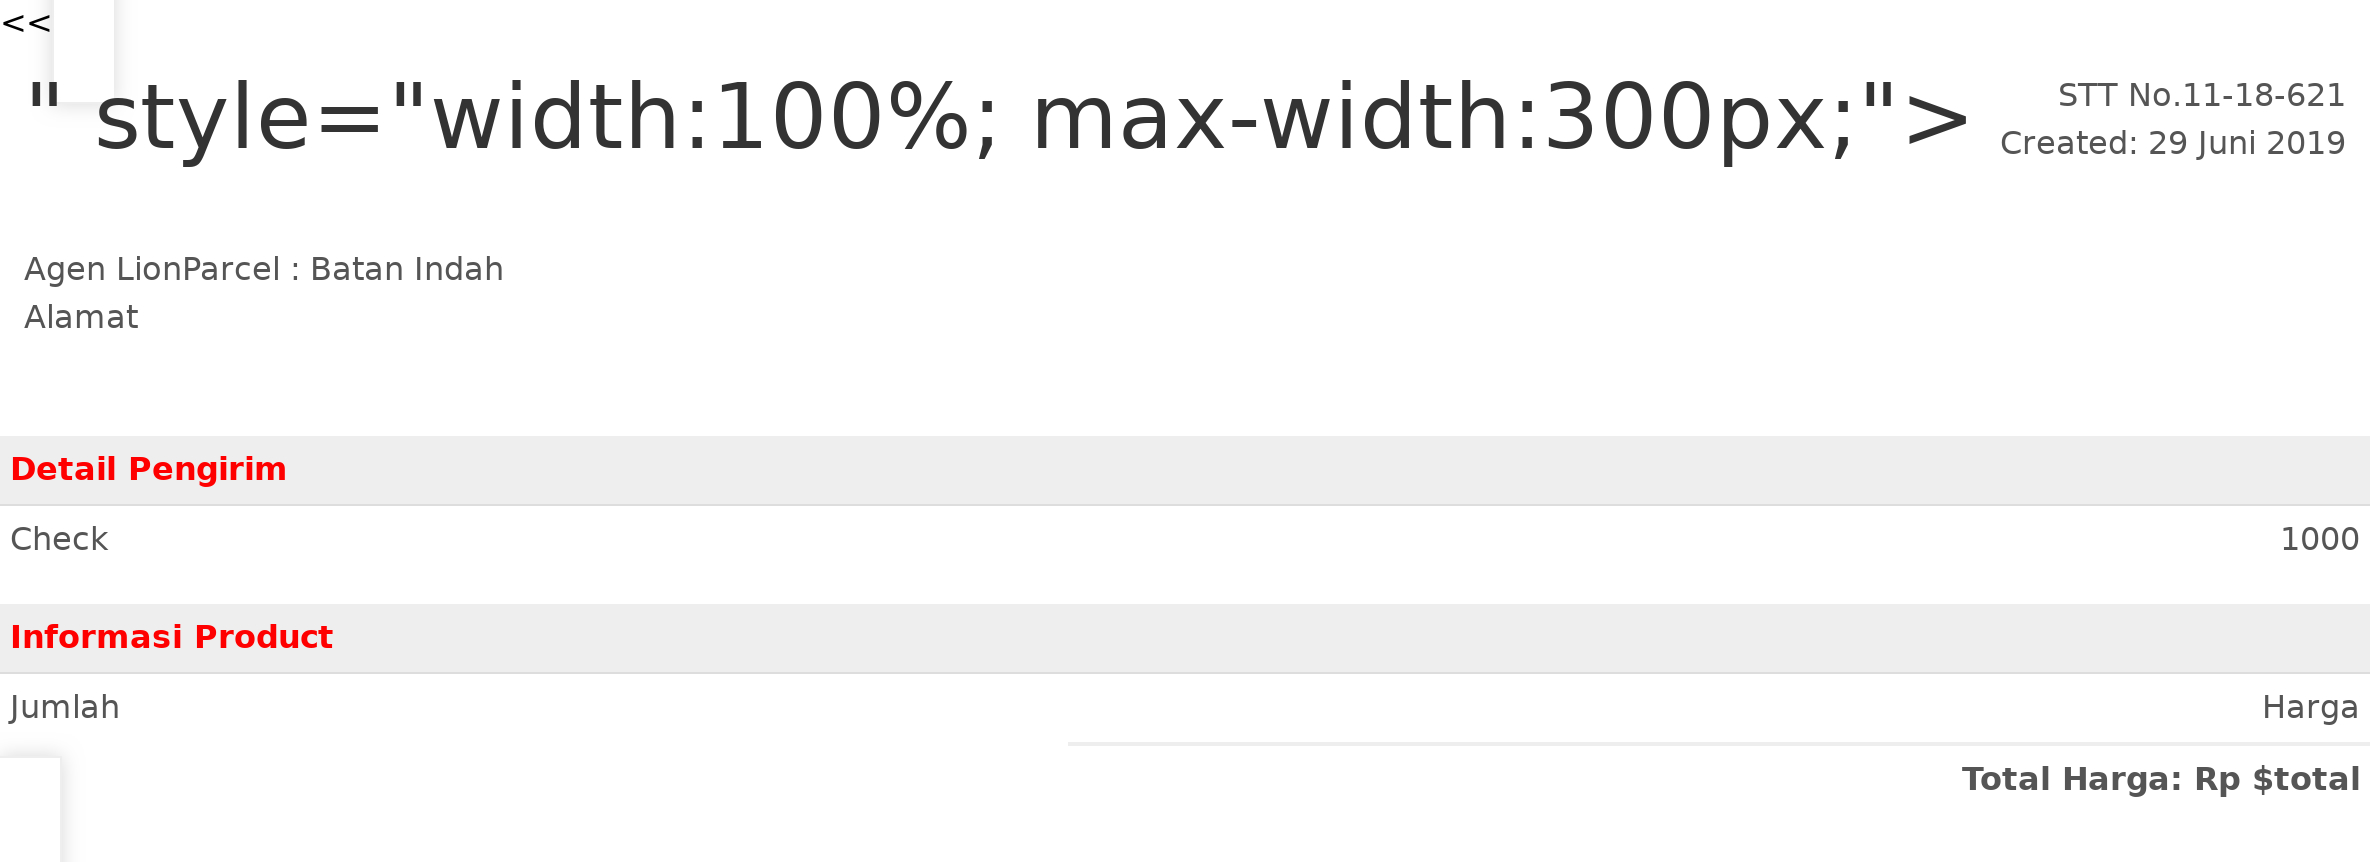 <<
" style="width:100%; max-width:300px;">
STT No.11-18-621
Created: 29 Juni 2019
Agen LionParcel : Batan Indah
Alamat
Detail Pengirim
Check 1000
Informasi Product
Jumlah Harga
Total Harga: Rp $total